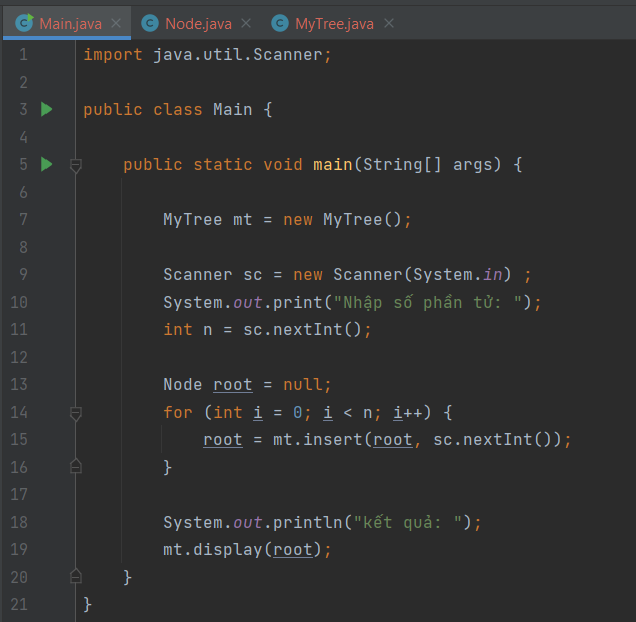 Main.java Node.java MyTree.java
1 import java.util.Scanner;
2
3 public class Main {
4
5 public static void main(String[] args) {
6
7 MyTree mt = new MyTree();
8
9 Scanner sc = new Scanner(System.in) ;
10 System.out.print("Nhập số phần tử: ");
11 int n = sc.nextInt();
12
13 Node root = null;
14 for (int i = 0; i < n; i++) {
15 root = mt.insert(root, sc.nextInt());
16 }
17
18 System.out.println("kết quả: ");
19 mt.display(root);
20 }
21 }